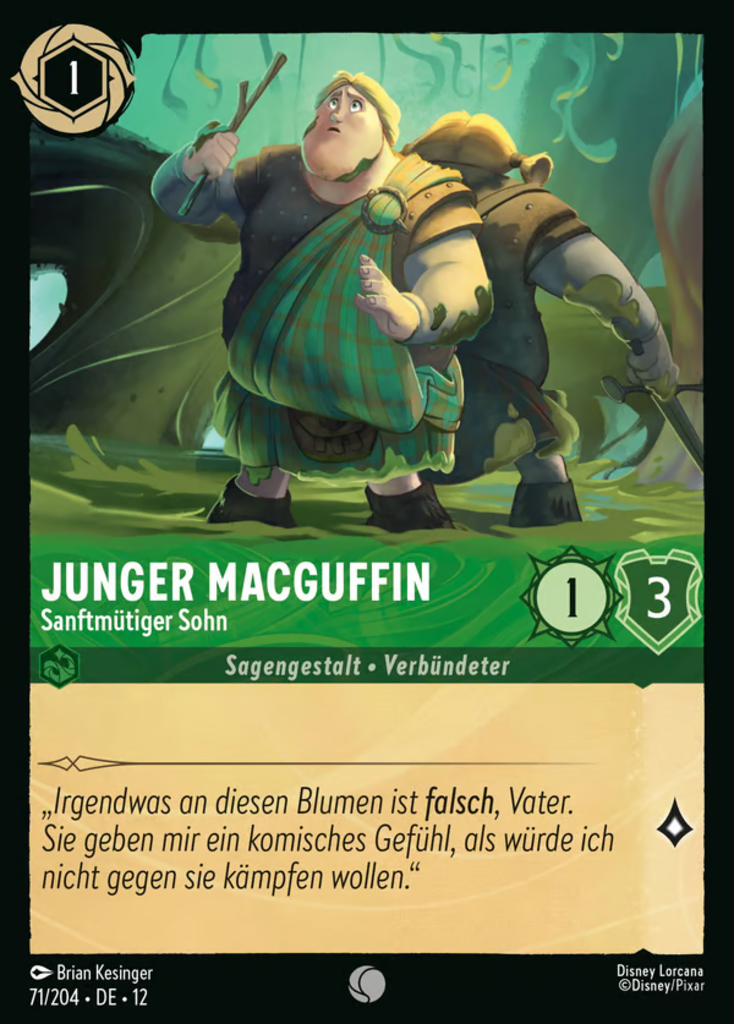 1
JUNGER MACGUFFIN
Sanftmütiger Sohn
1
3
Sagengestalt • Verbündeter
„Irgendwas an diesen Blumen ist falsch, Vater.
Sie geben mir ein komisches Gefühl, als würde ich
nicht gegen sie kämpfen wollen.“
Brian Kesinger
71/204 • DE • 12
Disney Lorcana
©Disney/Pixar